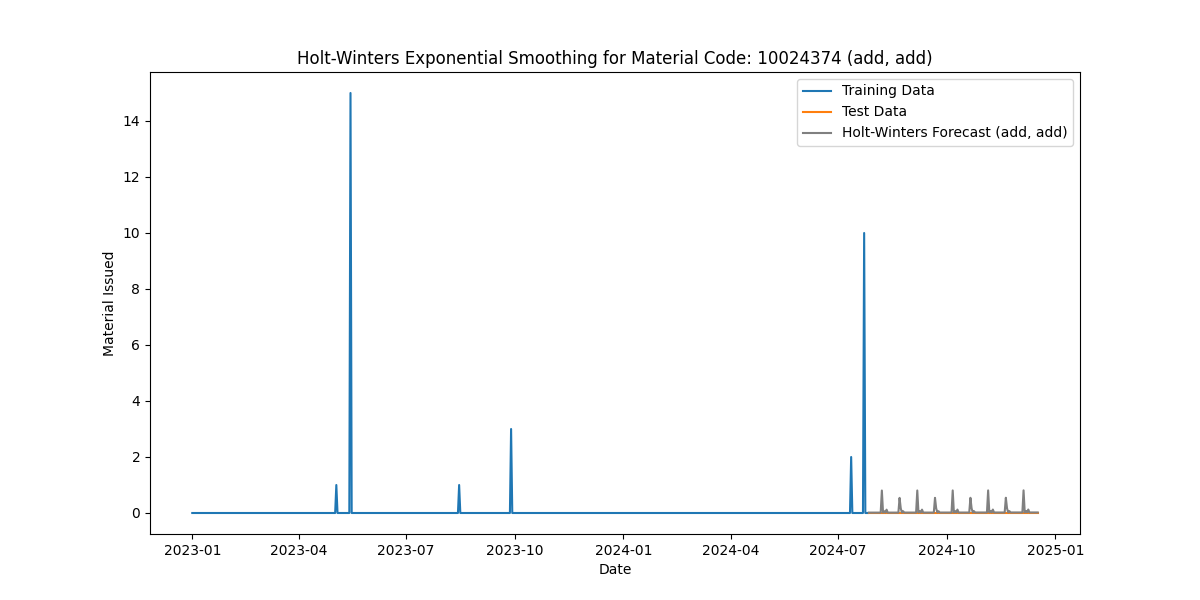 Holt-Winters Exponential Smoothing for Material Code: 10024374 (add, add)
Training Data
Test Data
Holt-Winters Forecast (add, add)
14
12
10
8
6
4
2
0
Material Issued
2023-01 2023-04 2023-07 2023-10 2024-01 2024-04 2024-07 2024-10 2025-01
Date